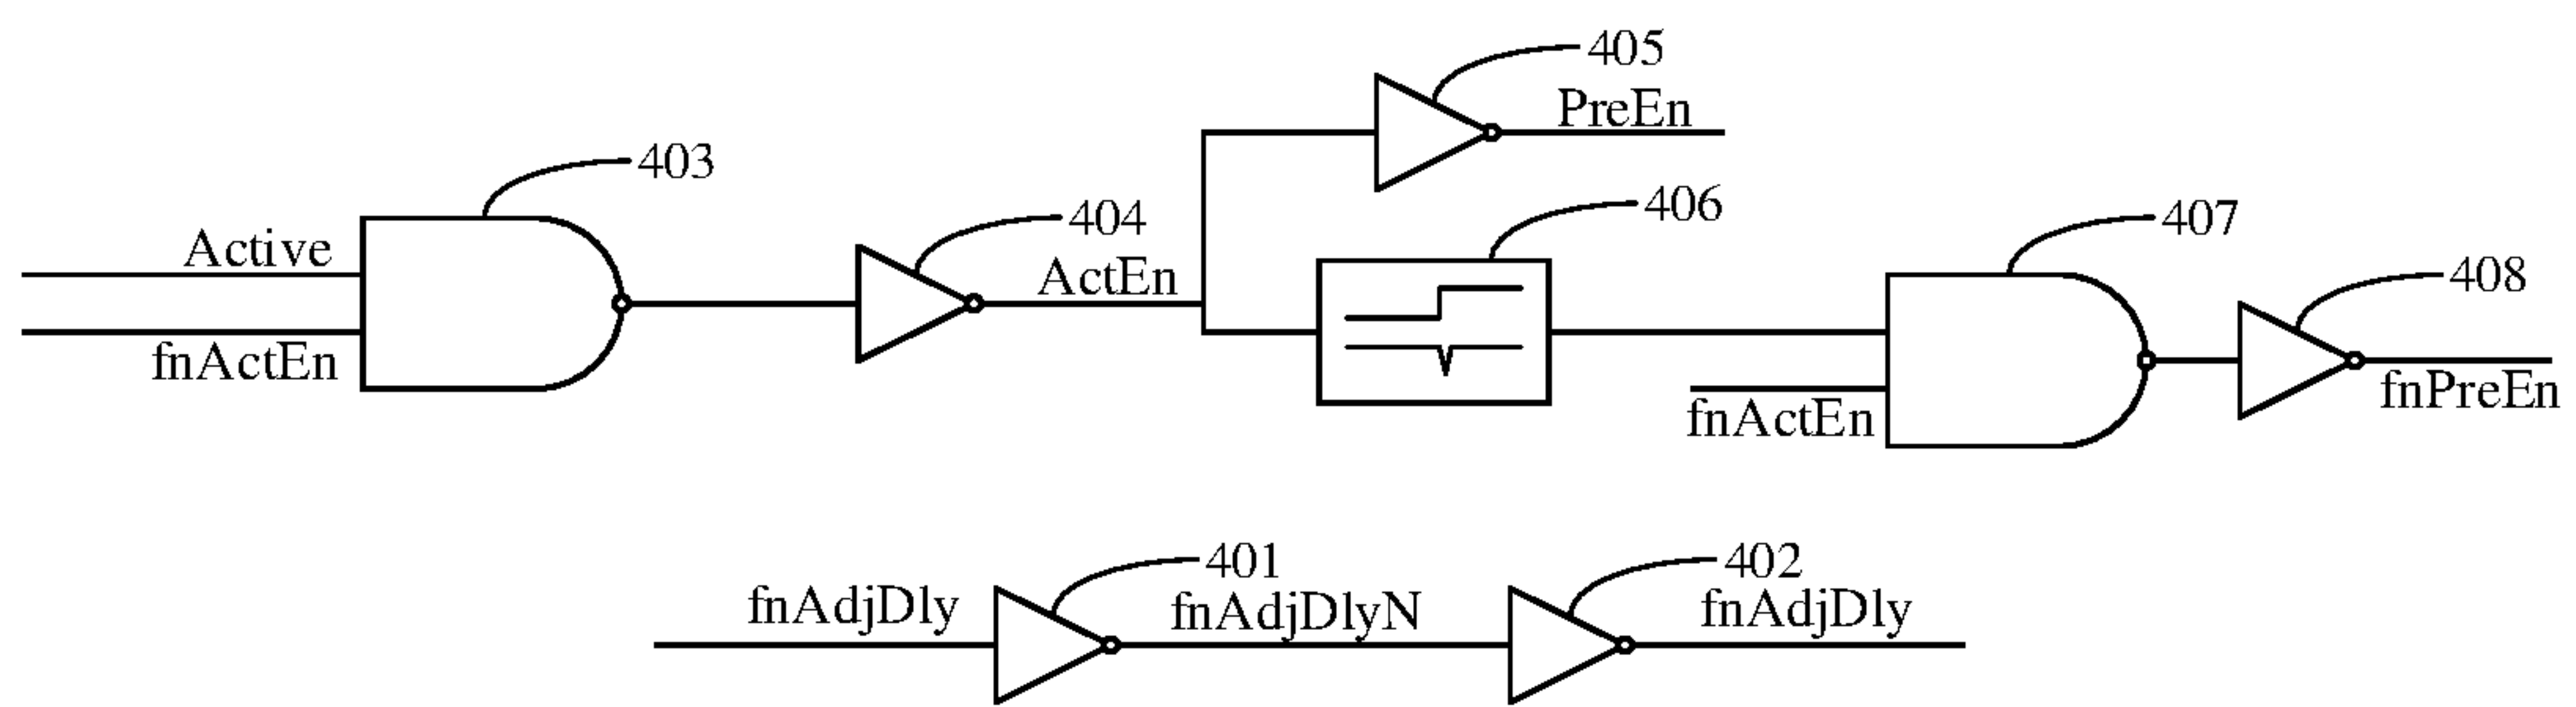 405
PreEn
403
404
406
407
Active
ActEn
408
fnActEn
fnActEn
fnPreEn
401
402
fnAdjDly
fnAdjDlyN
fnAdjDly